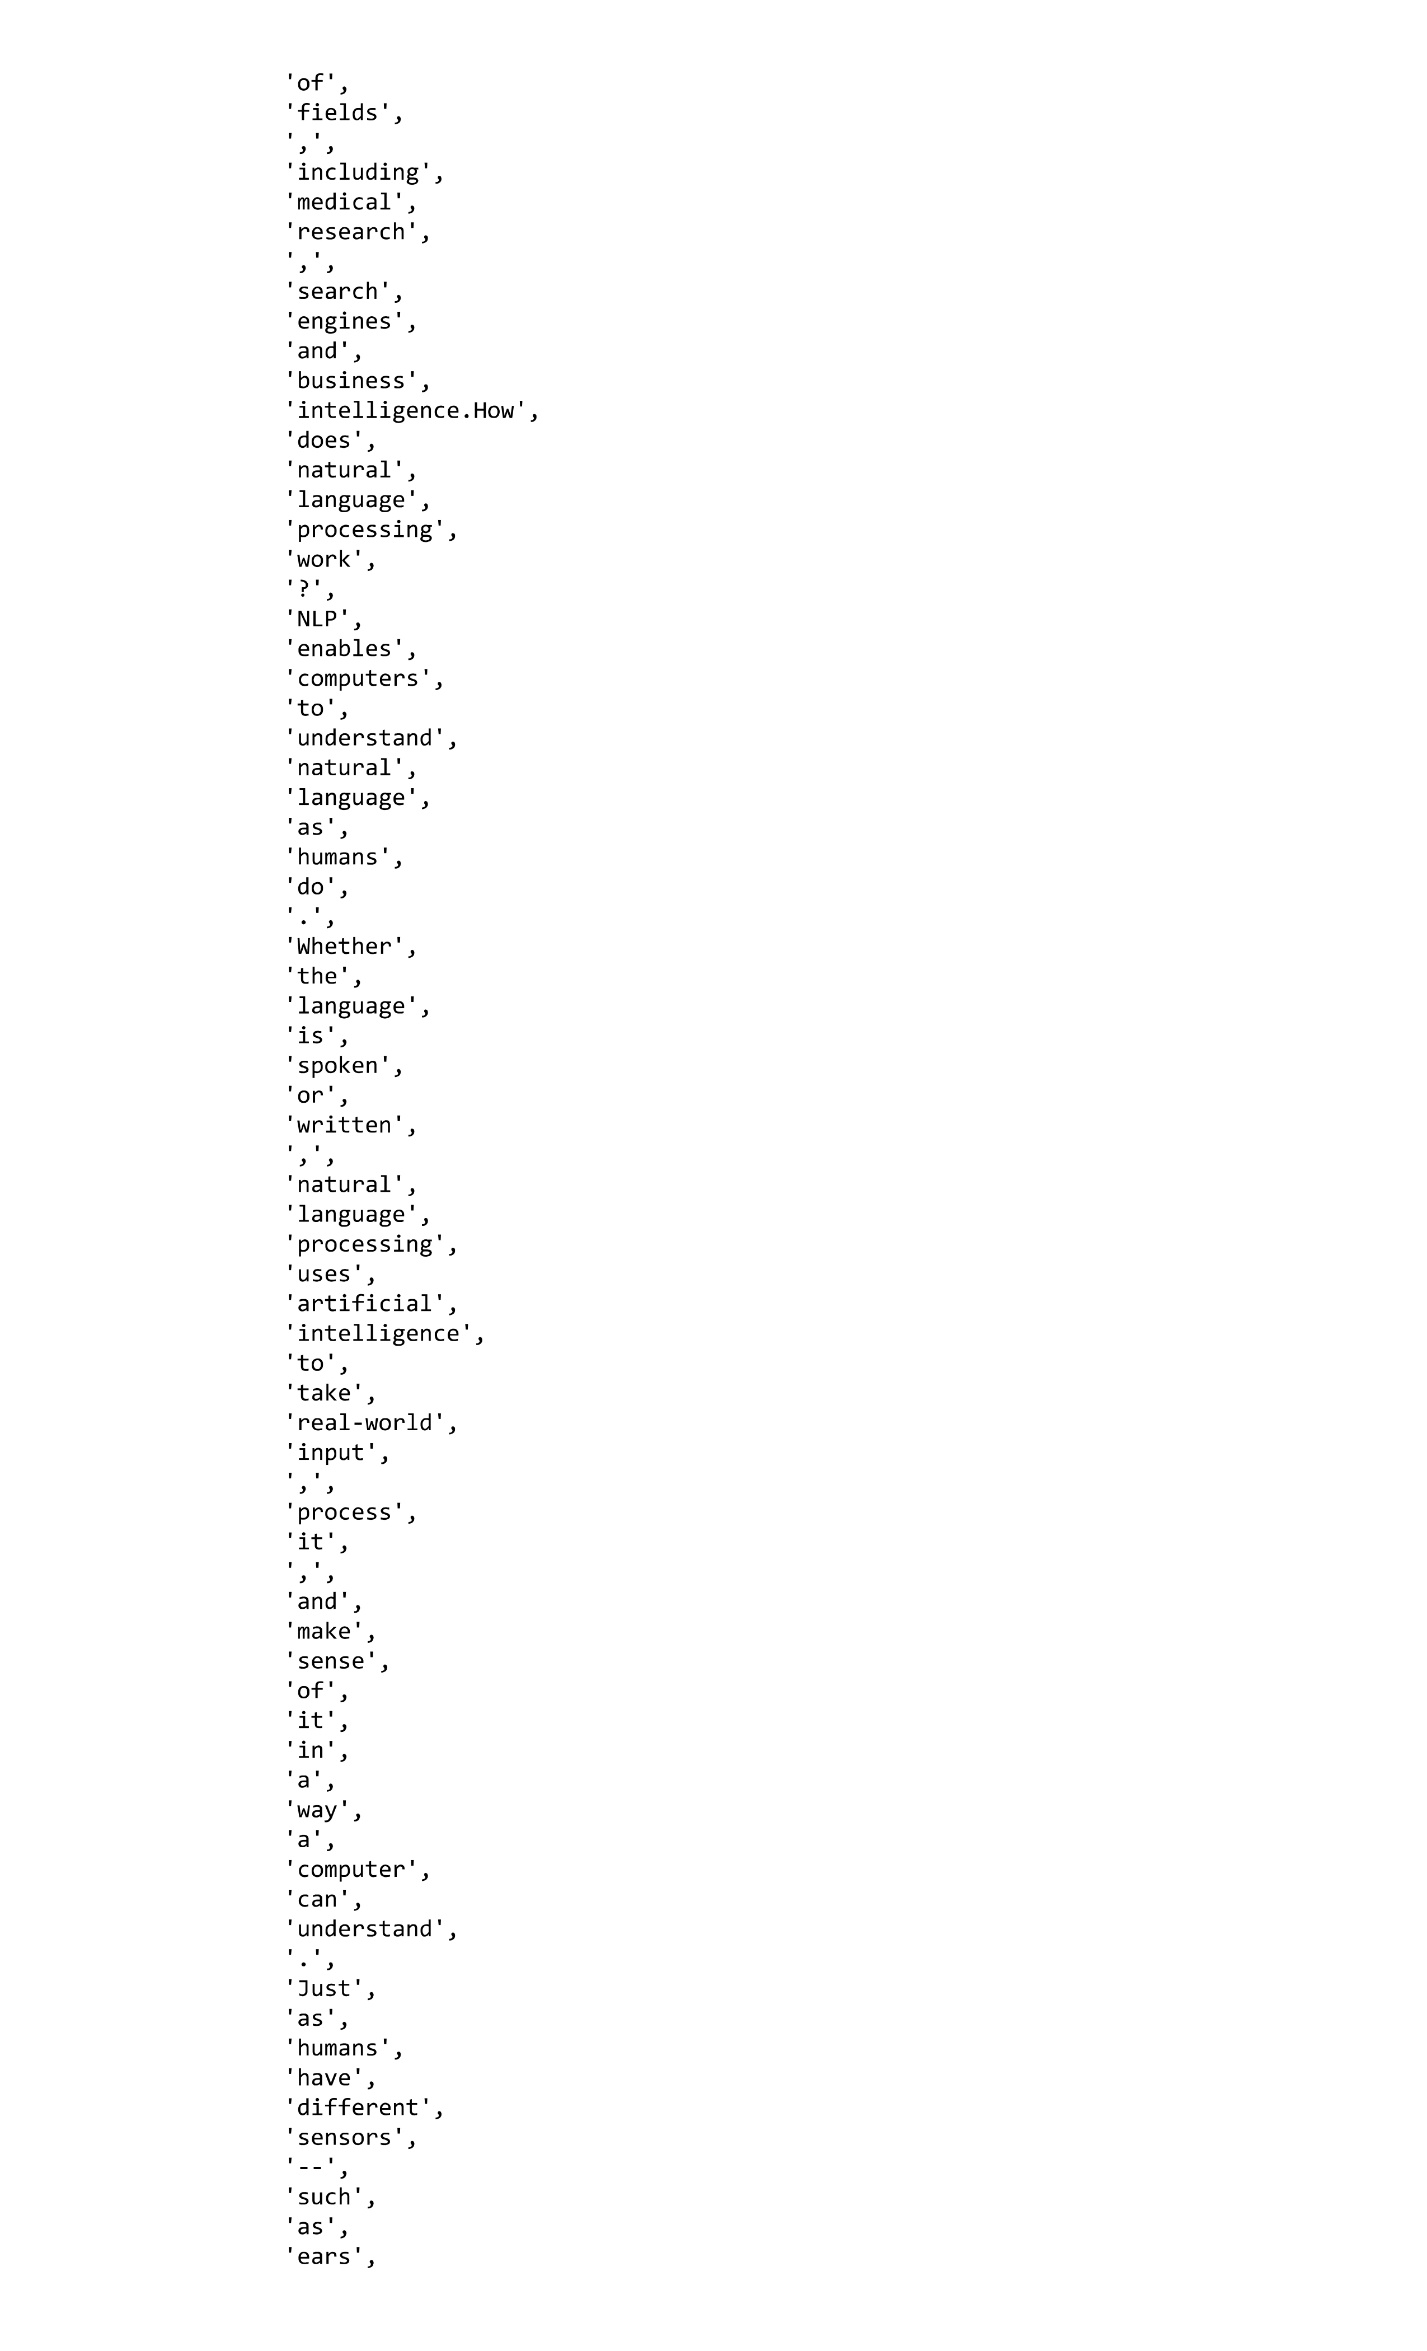 'of',
'fields',
',',
'including',
'medical',
'research',
',',
'search',
'engines',
'and',
'business',
'intelligence.How',
'does',
'natural',
'language',
'processing',
'work',
'?',
'NLP',
'enables',
'computers',
'to',
'understand',
'natural',
'language',
'as',
'humans',
'do',
'.',
'Whether',
'the',
'language',
'is',
'spoken',
'or',
'written',
',',
'natural',
'language',
'processing',
'uses',
'artificial',
'intelligence',
'to',
'take',
'real-world',
'input',
',',
'process',
'it',
',',
'and',
'make',
'sense',
'of',
'it',
'in',
'a',
'way',
'a',
'computer',
'can',
'understand',
'.',
'Just',
'as',
'humans',
'have',
'different',
'sensors',
'--',
'such',
'as',
'ears',